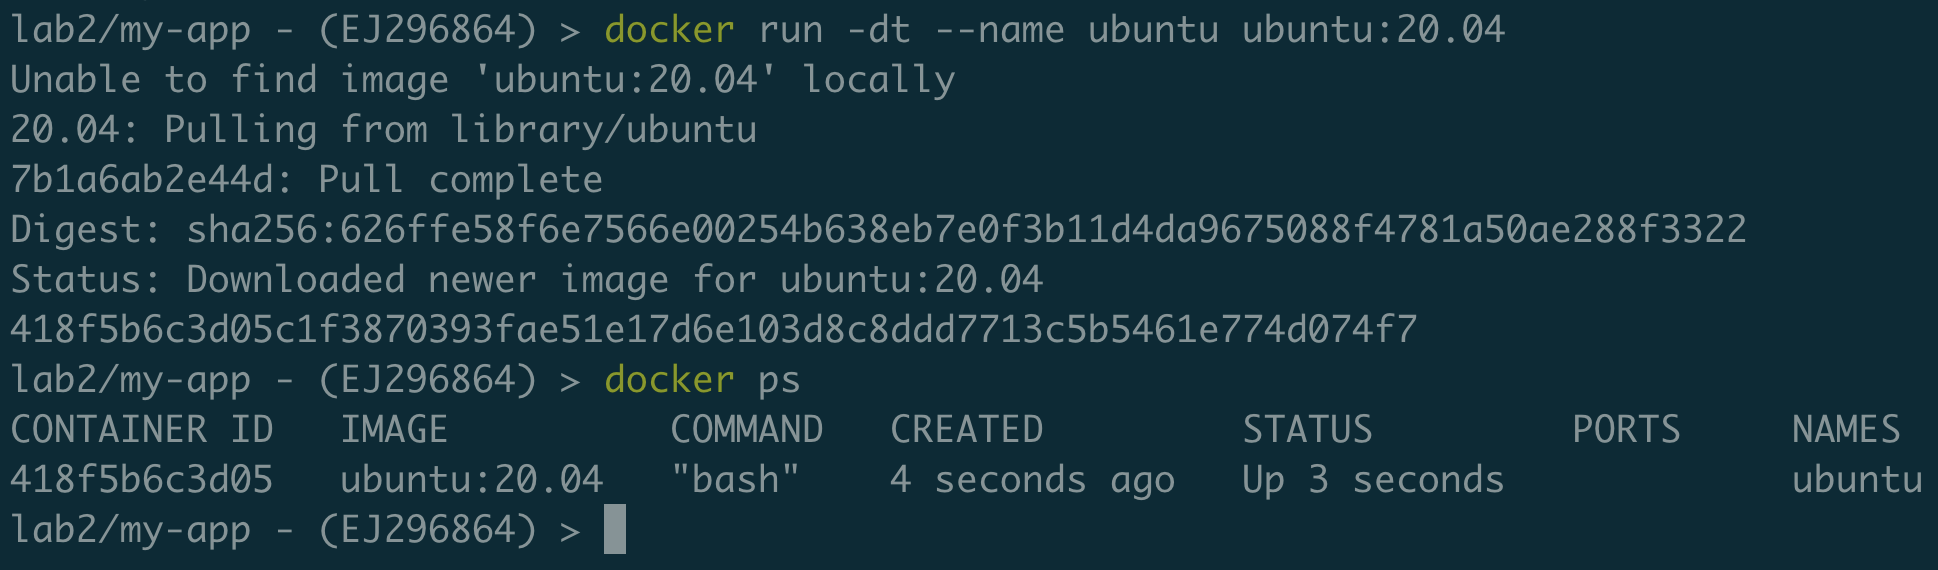 lab2/my-app - (EJ296864) > docker run -dt --name ubuntu ubuntu:20.04
Unable to find image 'ubuntu:20.04' locally
20.04: Pulling from library/ubuntu
7b1a6ab2e44d: Pull complete
Digest: sha256:626ffe58f6e7566e00254b638eb7e0f3b11d4da9675088f4781a50ae288f3322
Status: Downloaded newer image for ubuntu:20.04
418f5b6c3d05c1f3870393fae51e17d6e103d8c8ddd7713c5b5461e774d074f7
lab2/my-app - (EJ296864) > docker ps
CONTAINER ID   IMAGE          COMMAND   CREATED         STATUS         PORTS     NAMES
418f5b6c3d05   ubuntu:20.04   "bash"    4 seconds ago   Up 3 seconds             ubuntu
lab2/my-app - (EJ296864) >